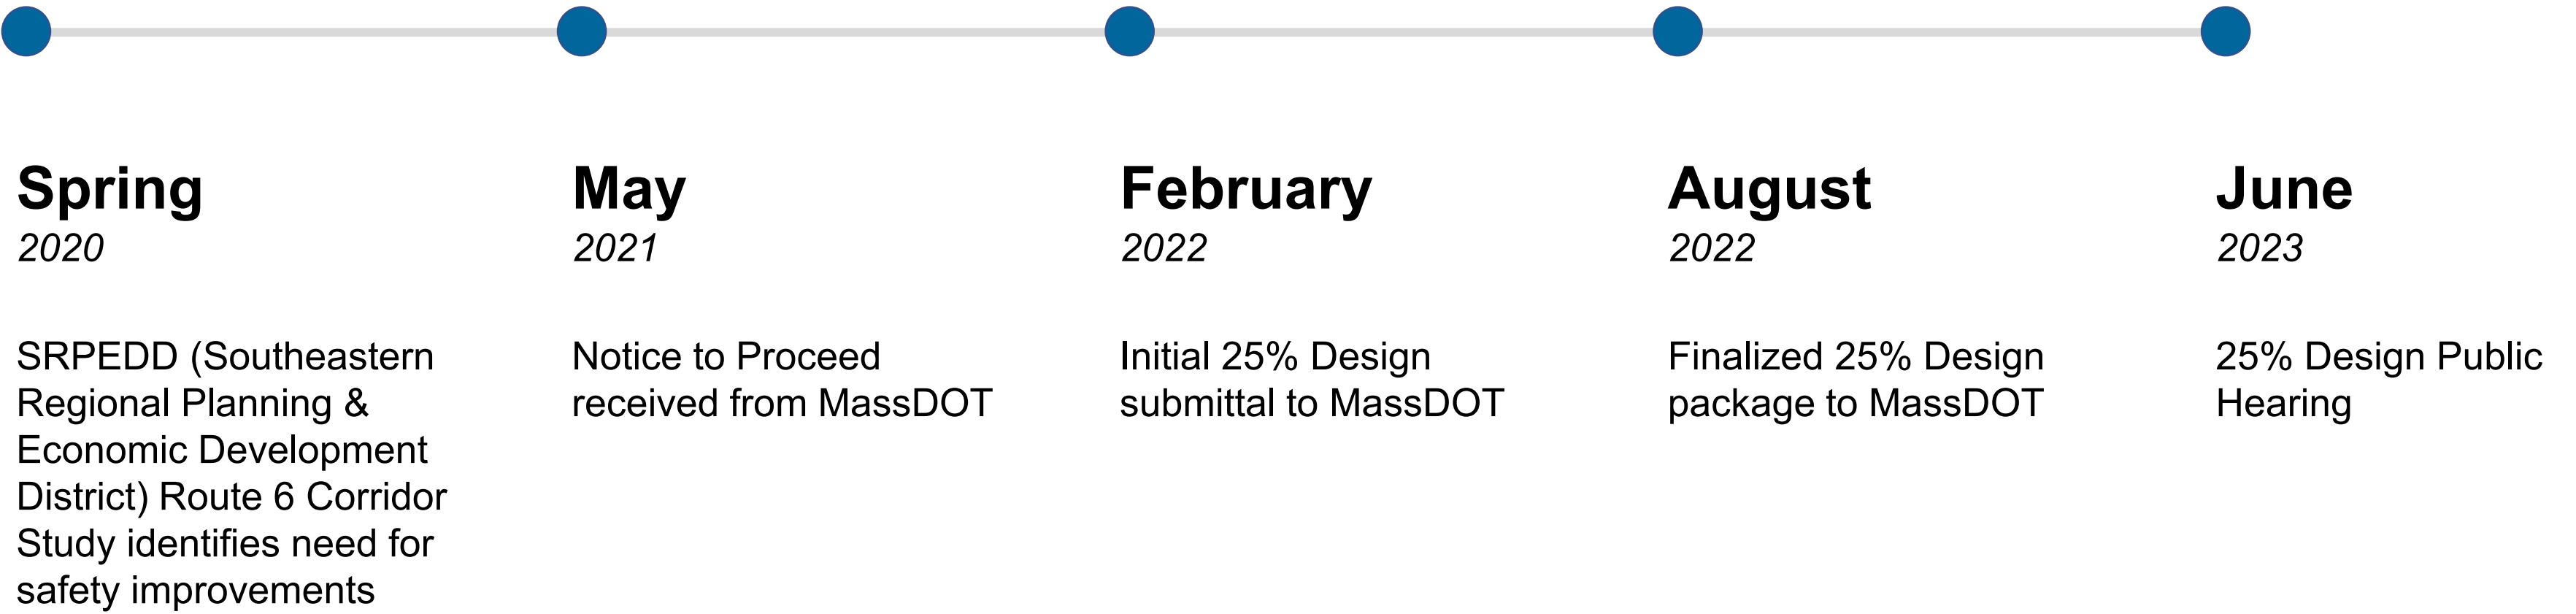 Spring
2020
SRPEDD (Southeastern
Regional Planning &
Economic Development
District) Route 6 Corridor
Study identifies need for
safety improvements
May
2021
Notice to Proceed
received from MassDOT
February
2022
Initial 25% Design
submittal to MassDOT
August
2022
Finalized 25% Design
package to MassDOT
June
2023
25% Design Public
Hearing